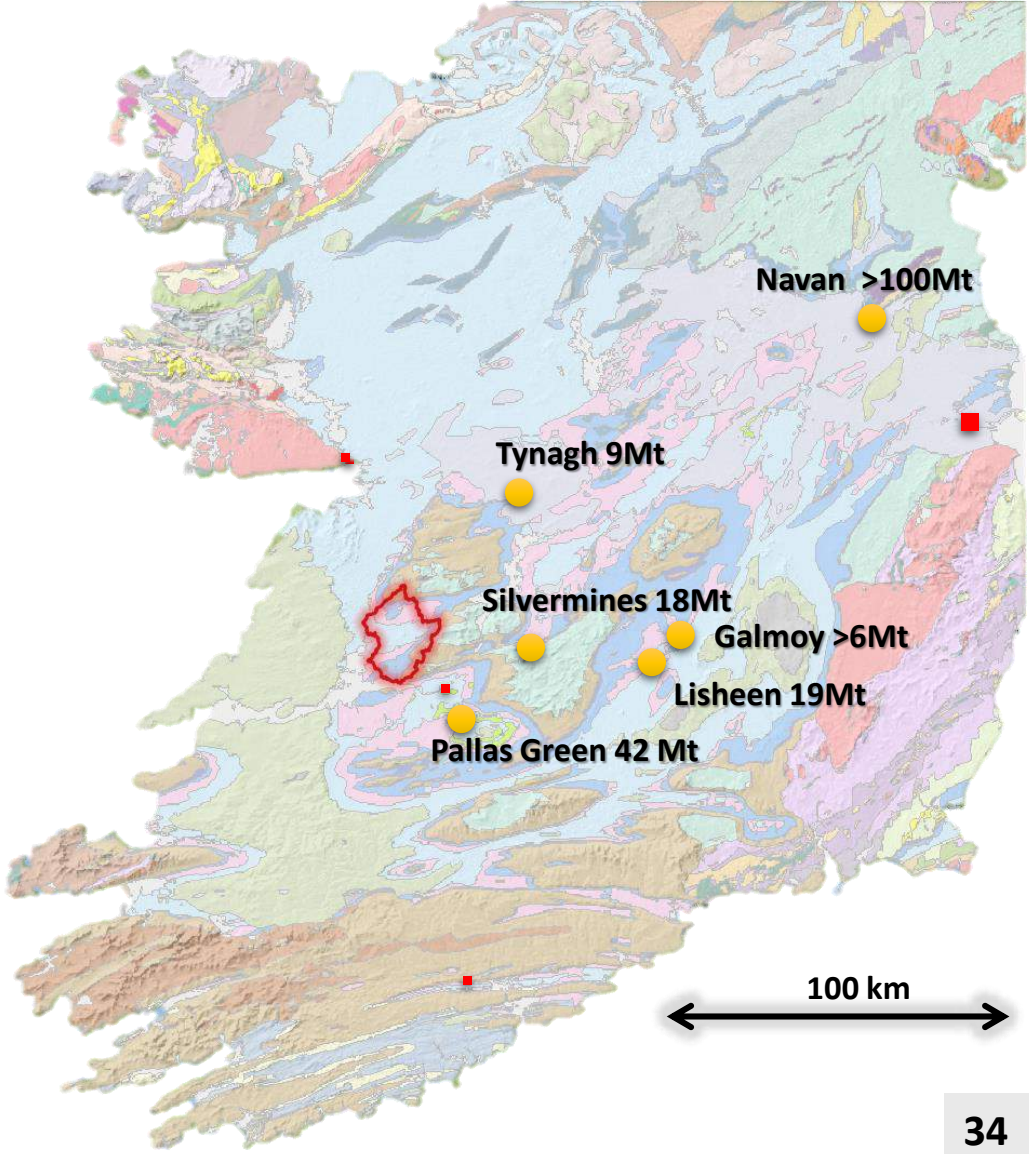 Navan >100Mt
Tynagh 9Mt
Silvermines 18Mt
Galmoy >6Mt
Lisheen 19Mt
Pallas Green 42 Mt
100 km
34